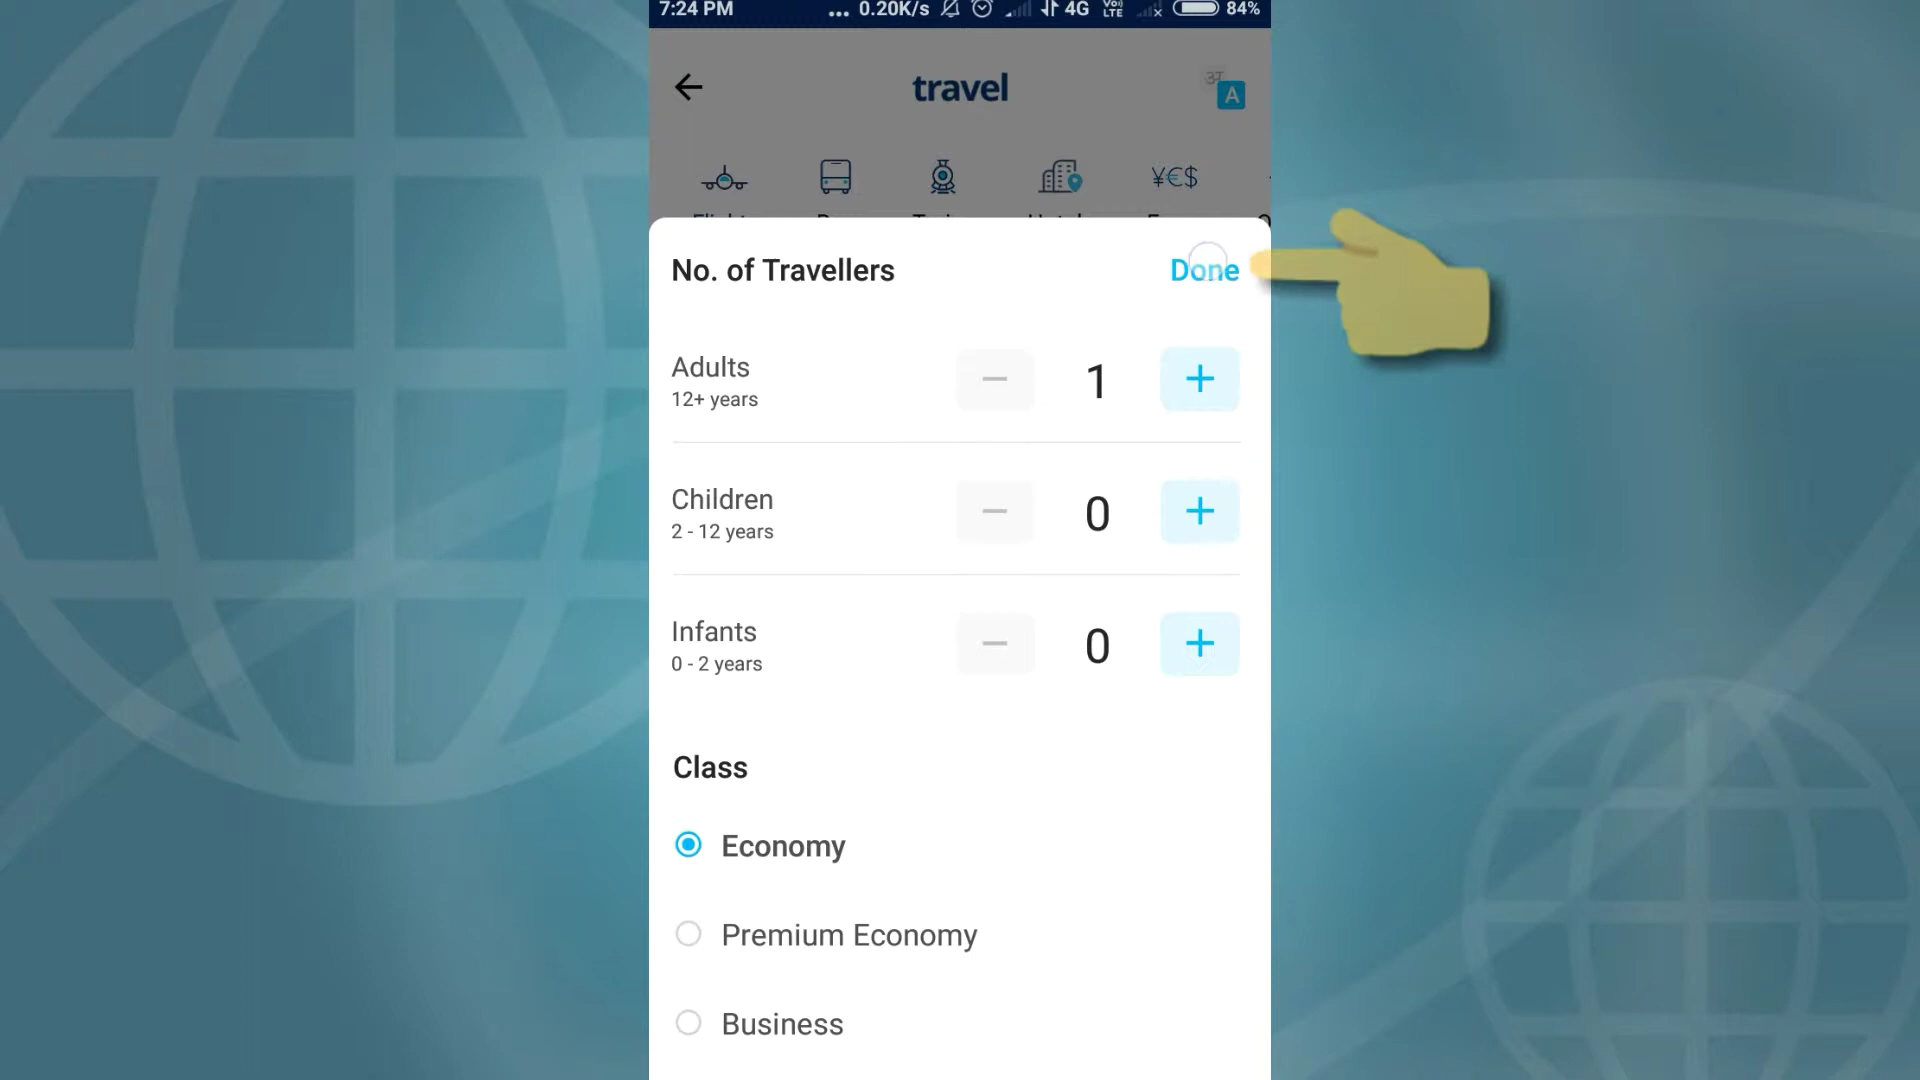 7:24 PM ... 0.20K/s 4G VoLTE 84%
travel
अ A
¥€$
No. of Travellers Done
Adults 1
12+ years
Children 0
2 - 12 years
Infants 0
0 - 2 years
Class
Economy
Premium Economy
Business